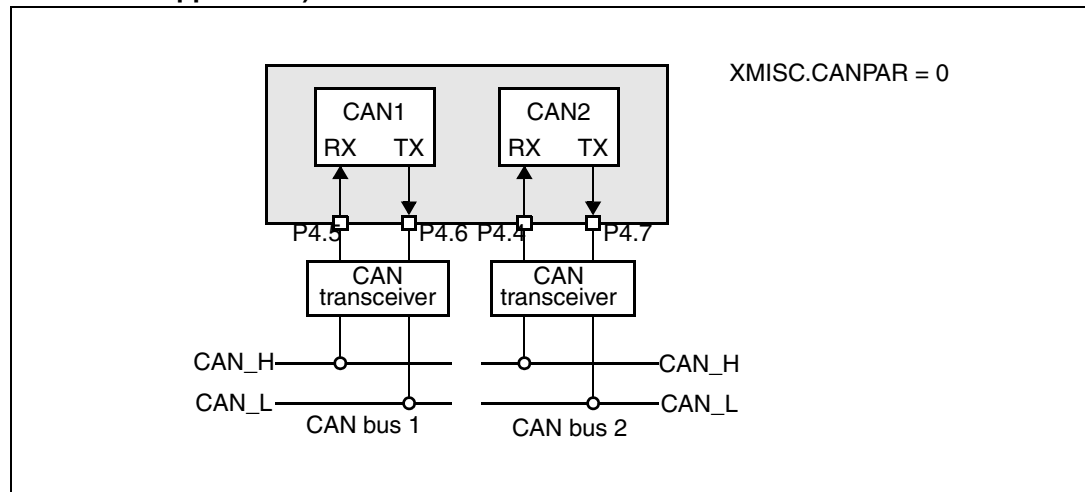 XMISC.CANPAR = 0
CAN1 CAN2
RX TX RX TX
P4.5 P4.6 P4.4 P4.7
CAN
transceiver
CAN
transceiver
CAN_H CAN_H
CAN_L CAN_L
CAN bus 1 CAN bus 2